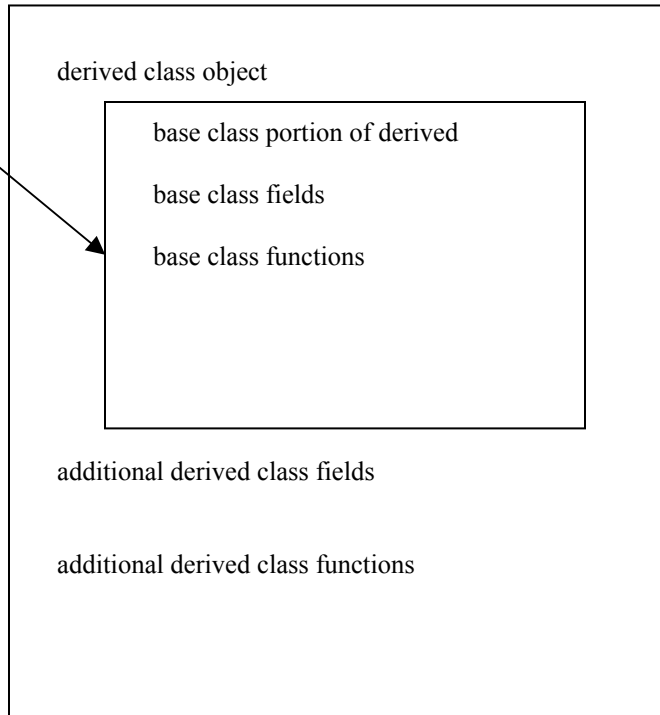 derived class object
base class portion of derived
base class fields
base class functions
additional derived class fields
additional derived class functions